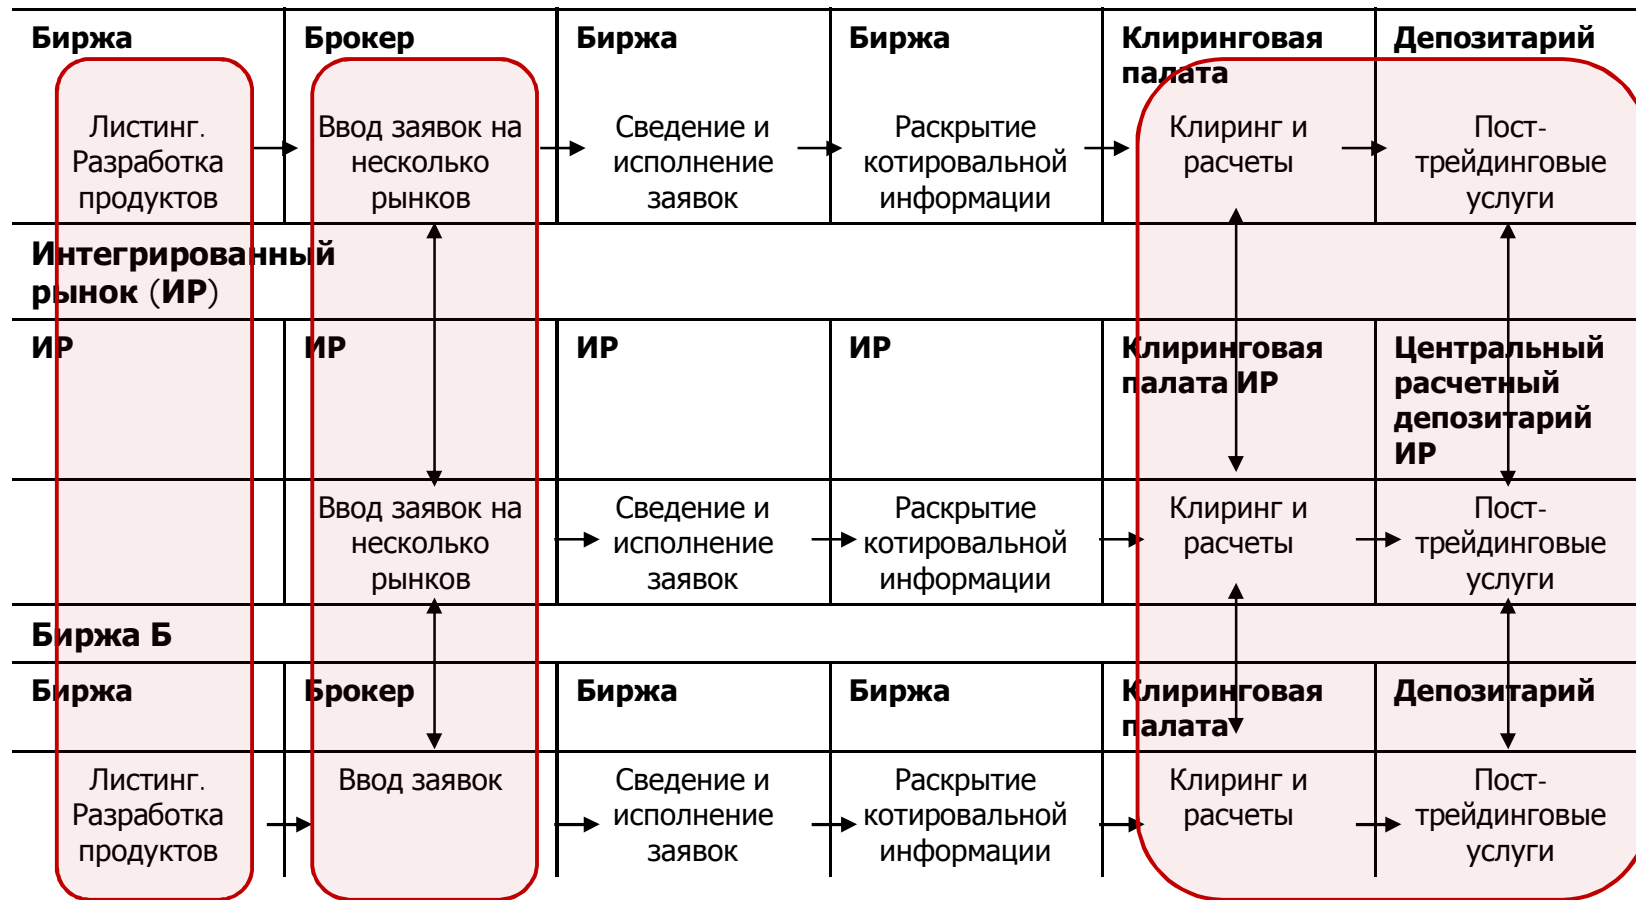 Биржа
Брокер
Биржа
Биржа
Клиринговая
палата
Депозитарий
Листинг.
Разработка
продуктов
Ввод заявок на
несколько
рынков
Сведение и
исполнение
заявок
Раскрытие
котировальной
информации
Клиринг и
расчеты
Пост-
трейдинговые
услуги
Интегрированный
рынок (ИР)
ИР
ИР
ИР
ИР
Клиринговая
палата ИР
Центральный
расчетный
депозитарий
ИР
Ввод заявок на
несколько
рынков
Сведение и
исполнение
заявок
Раскрытие
котировальной
информации
Клиринг и
расчеты
Пост-
трейдинговые
услуги
Биржа Б
Биржа
Брокер
Биржа
Биржа
Клиринговая
палата
Депозитарий
Листинг.
Разработка
продуктов
Ввод заявок
Сведение и
исполнение
заявок
Раскрытие
котировальной
информации
Клиринг и
расчеты
Пост-
трейдинговые
услуги